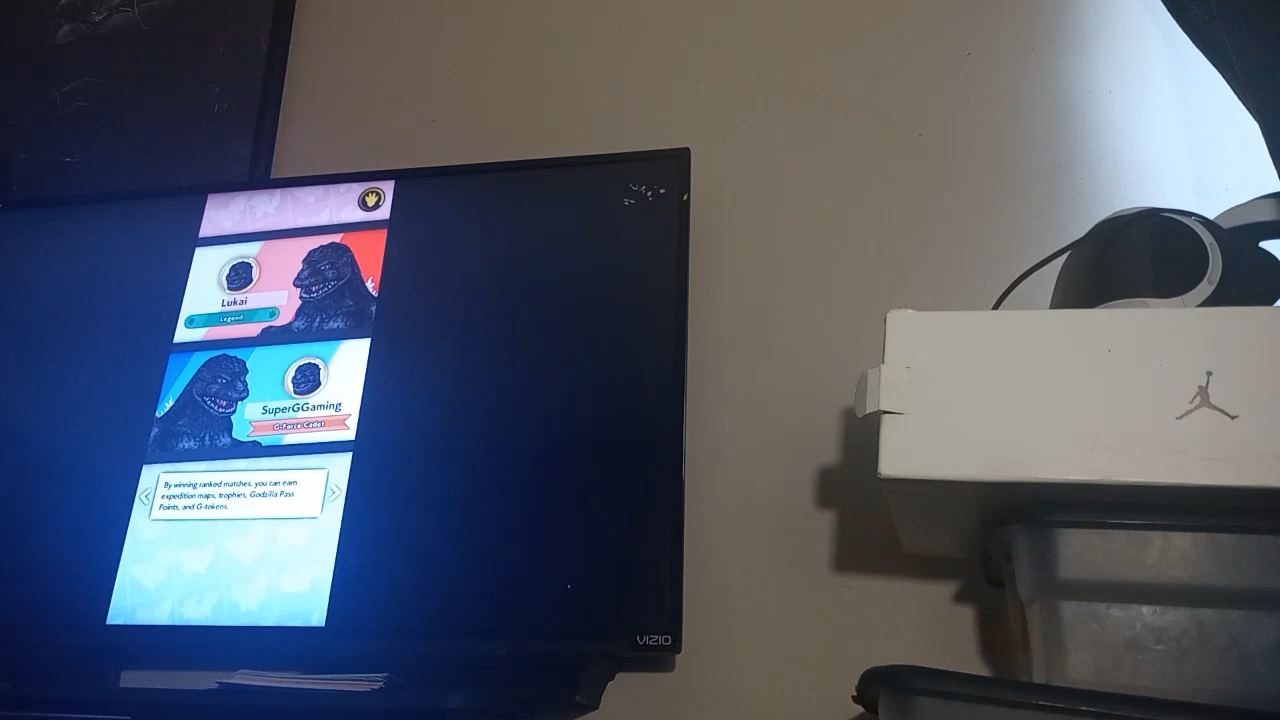 Lukai
Legend
SuperGGaming
G-Force Cadet
By winning ranked matches, you can earn
expedition maps, trophies, Godzilla Pass
Points, and G-tokens.
VIZIO